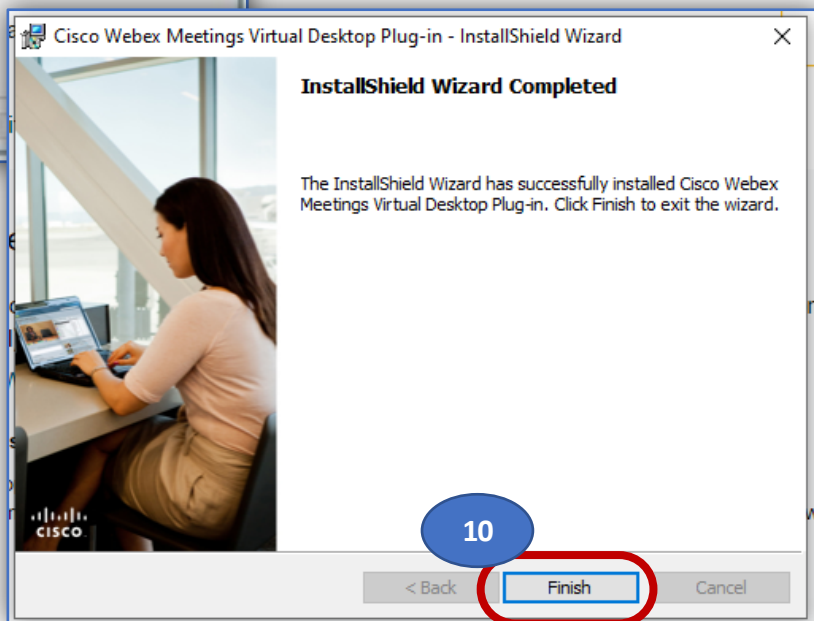 Cisco Webex Meetings Virtual Desktop Plug-in - InstallShield Wizard
InstallShield Wizard Completed
The InstallShield Wizard has successfully installed Cisco Webex
Meetings Virtual Desktop Plug-in. Click Finish to exit the wizard.
CISCO
10
< Back
Finish
Cancel